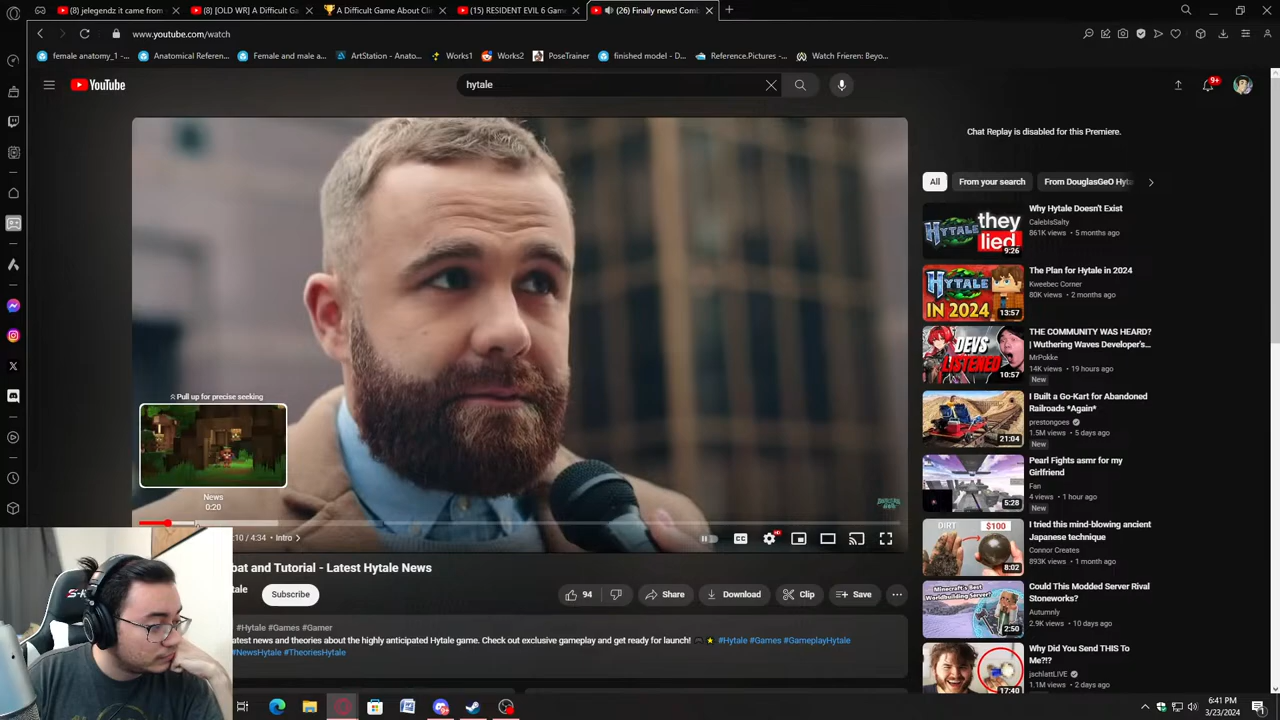 (8) jelegendz it came from
(8) [OLD WR] A Difficult Ga
A Difficult Game About Cli
(15) RESIDENT EVIL 6 Game
(26) Finally news! Comb
www.youtube.com/watch
female anatomy_1 -...
Anatomical Refer...
Female and male a...
ArtStation - Anatom...
Works1
Works2
PoseTrainer
finished model - D...
Reference.Pictures -...
Watch Frieren: Beyo...
YouTube
hytale
9+
Chat Replay is disabled for this Premiere.
All
From your search
From DouglasGeO Hyta
Why Hytale Doesn't Exist
CalebIsSalty
861K views • 5 months ago
HYTALE they lied
9:26
The Plan for Hytale in 2024
Kweebec Corner
80K views • 2 months ago
HYTALE
IN 2024
13:57
THE COMMUNITY WAS HEARD?
| Wuthering Waves Developer's...
MrPokke
14K views • 19 hours ago
New
DEVS
LISTENED
10:57
I Built a Go-Kart for Abandoned
Railroads *Again*
prestongoes
1.5M views • 5 days ago
New
21:04
Pearl Fights asmr for my
Girlfriend
Fan
4 views • 1 hour ago
New
5:28
I tried this mind-blowing ancient
Japanese technique
Connor Creates
893K views • 1 month ago
DIRT $100
8:02
Could This Modded Server Rival
Stoneworks?
Autumnly
2.9K views • 10 days ago
2:50
Why Did You Send THIS To
Me?!?
jschlattLIVE
1.1M views • 2 days ago
17:40
Pull up for precise seeking
News
0:20
:10 / 4:34 • Intro
HD
CC
bat and Tutorial - Latest Hytale News
tale
Subscribe
94
Share
Download
Clip
Save
#Hytale #Games #Gamer
atest news and theories about the highly anticipated Hytale game. Check out exclusive gameplay and get ready for launch! #Hytale #Games #GameplayHytale
#NewsHytale #TheoriesHytale
6:41 PM
3/23/2024
1